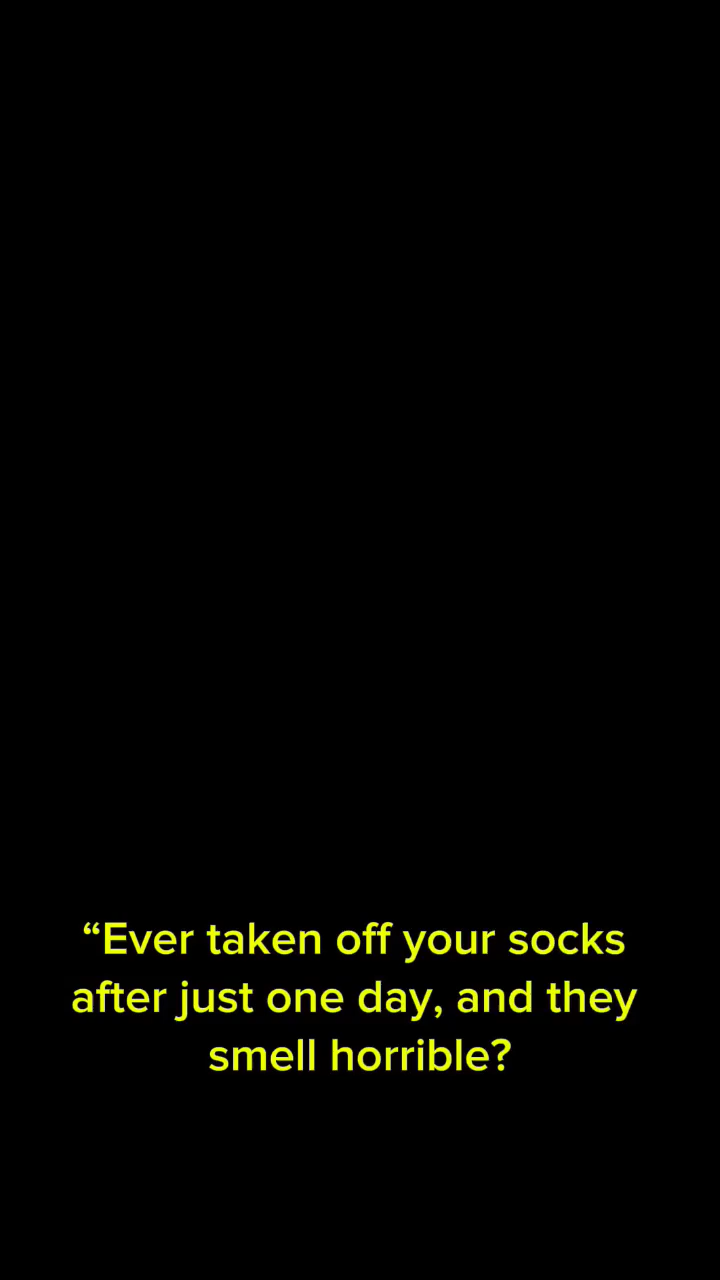 “Ever taken off your socks
after just one day, and they
smell horrible?